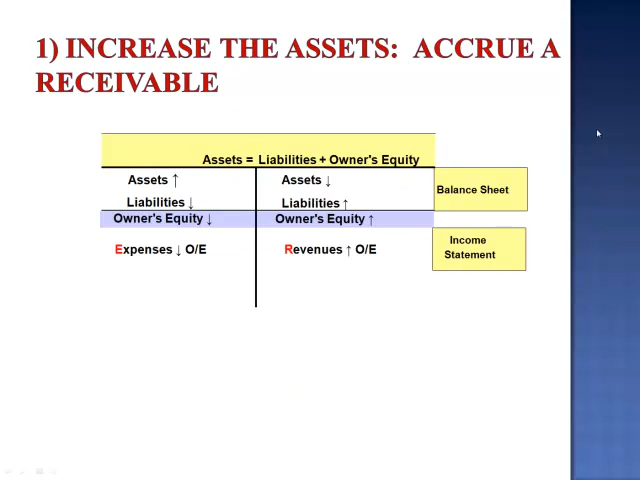 1) INCREASE THE ASSETS: ACCRUE A
RECEIVABLE
Assets = Liabilities + Owner's Equity
Assets ↑ Assets ↓
Balance Sheet
Liabilities ↓ Liabilities ↑
Owner's Equity ↓ Owner's Equity ↑
Income
Statement
Expenses ↓ O/E Revenues ↑ O/E